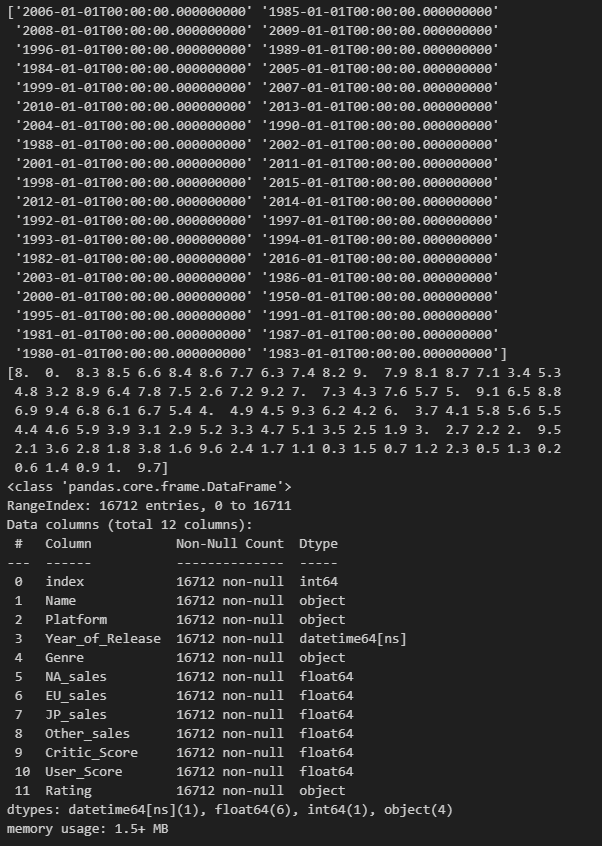 ['2006-01-01T00:00:00.000000000' '1985-01-01T00:00:00.000000000'
 '2008-01-01T00:00:00.000000000' '2009-01-01T00:00:00.000000000'
 '1996-01-01T00:00:00.000000000' '1989-01-01T00:00:00.000000000'
 '1984-01-01T00:00:00.000000000' '2005-01-01T00:00:00.000000000'
 '1999-01-01T00:00:00.000000000' '2007-01-01T00:00:00.000000000'
 '2010-01-01T00:00:00.000000000' '2013-01-01T00:00:00.000000000'
 '2004-01-01T00:00:00.000000000' '1990-01-01T00:00:00.000000000'
 '1988-01-01T00:00:00.000000000' '2002-01-01T00:00:00.000000000'
 '2001-01-01T00:00:00.000000000' '2011-01-01T00:00:00.000000000'
 '1998-01-01T00:00:00.000000000' '2015-01-01T00:00:00.000000000'
 '2012-01-01T00:00:00.000000000' '2014-01-01T00:00:00.000000000'
 '1992-01-01T00:00:00.000000000' '1997-01-01T00:00:00.000000000'
 '1993-01-01T00:00:00.000000000' '1994-01-01T00:00:00.000000000'
 '1982-01-01T00:00:00.000000000' '2016-01-01T00:00:00.000000000'
 '2003-01-01T00:00:00.000000000' '1986-01-01T00:00:00.000000000'
 '2000-01-01T00:00:00.000000000' '1950-01-01T00:00:00.000000000'
 '1995-01-01T00:00:00.000000000' '1991-01-01T00:00:00.000000000'
 '1981-01-01T00:00:00.000000000' '1987-01-01T00:00:00.000000000'
 '1980-01-01T00:00:00.000000000' '1983-01-01T00:00:00.000000000']
[8.  0.  8.3 8.5 6.6 8.4 8.6 7.7 6.3 7.4 8.2 9.  7.9 8.1 8.7 7.1 3.4 5.3
 4.8 3.2 8.9 6.4 7.8 7.5 2.6 7.2 9.2 7.  7.3 4.3 7.6 5.7 5.  9.1 6.5 8.8
 6.9 9.4 6.8 6.1 6.7 5.4 4.  4.9 4.5 9.3 6.2 4.2 6.  3.7 4.1 5.8 5.6 5.5
 4.4 4.6 5.9 3.9 3.1 2.9 5.2 3.3 4.7 5.1 3.5 2.5 1.9 3.  2.7 2.2 2.  9.5
 2.1 3.6 2.8 1.8 3.8 1.6 9.6 2.4 1.7 1.1 0.3 1.5 0.7 1.2 2.3 0.5 1.3 0.2
 0.6 1.4 0.9 1.  9.7]
<class 'pandas.core.frame.DataFrame'>
RangeIndex: 16712 entries, 0 to 16711
Data columns (total 12 columns):
 #   Column           Non-Null Count  Dtype
---  ------           --------------  -----
 0   index            16712 non-null  int64
 1   Name             16712 non-null  object
 2   Platform         16712 non-null  object
 3   Year_of_Release  16712 non-null  datetime64[ns]
 4   Genre            16712 non-null  object
 5   NA_sales         16712 non-null  float64
 6   EU_sales         16712 non-null  float64
 7   JP_sales         16712 non-null  float64
 8   Other_sales      16712 non-null  float64
 9   Critic_Score     16712 non-null  float64
 10  User_Score       16712 non-null  float64
 11  Rating           16712 non-null  object
dtypes: datetime64[ns](1), float64(6), int64(1), object(4)
memory usage: 1.5+ MB